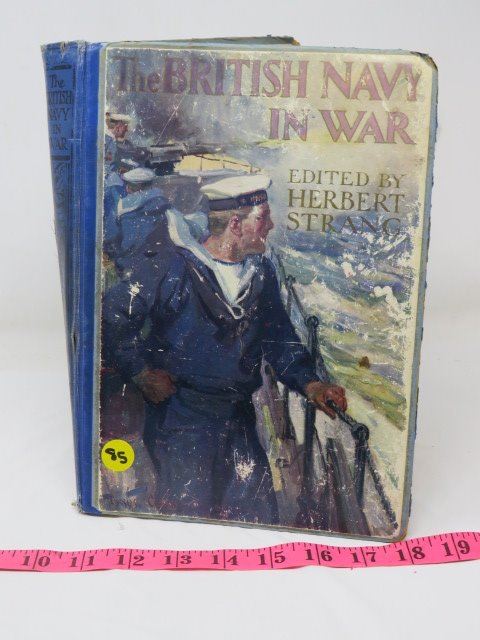 The
BRITISH
NAVY
IN
WAR
The BRITISH NAVY
IN WAR
EDITED BY
HERBERT
STRANG
85
10 11 12 13 14 15 16 17 18 19